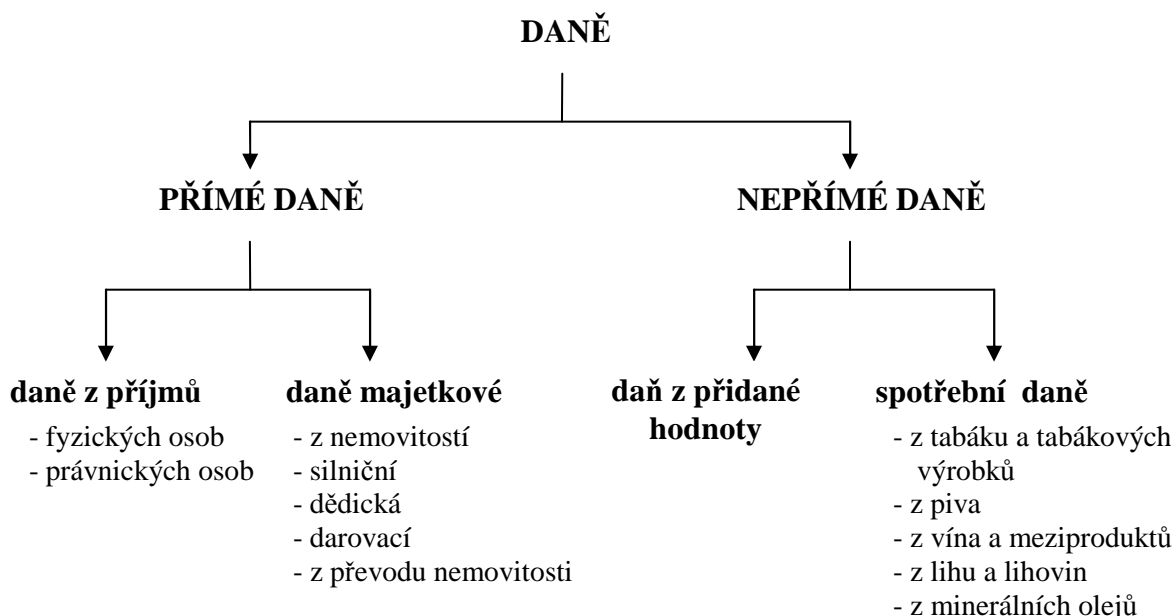 DANĚ
PŘÍMÉ DANĚ
NEPŘÍMÉ DANĚ
daně z příjmů
- fyzických osob
- právnických osob
daně majetkové
- z nemovitostí
- silniční
- dědická
- darovací
- z převodu nemovitosti
daň z přidané
hodnoty
spotřební daně
- z tabáku a tabákových
výrobků
- z piva
- z vína a meziproduktů
- z lihu a lihovin
- z minerálních olejů